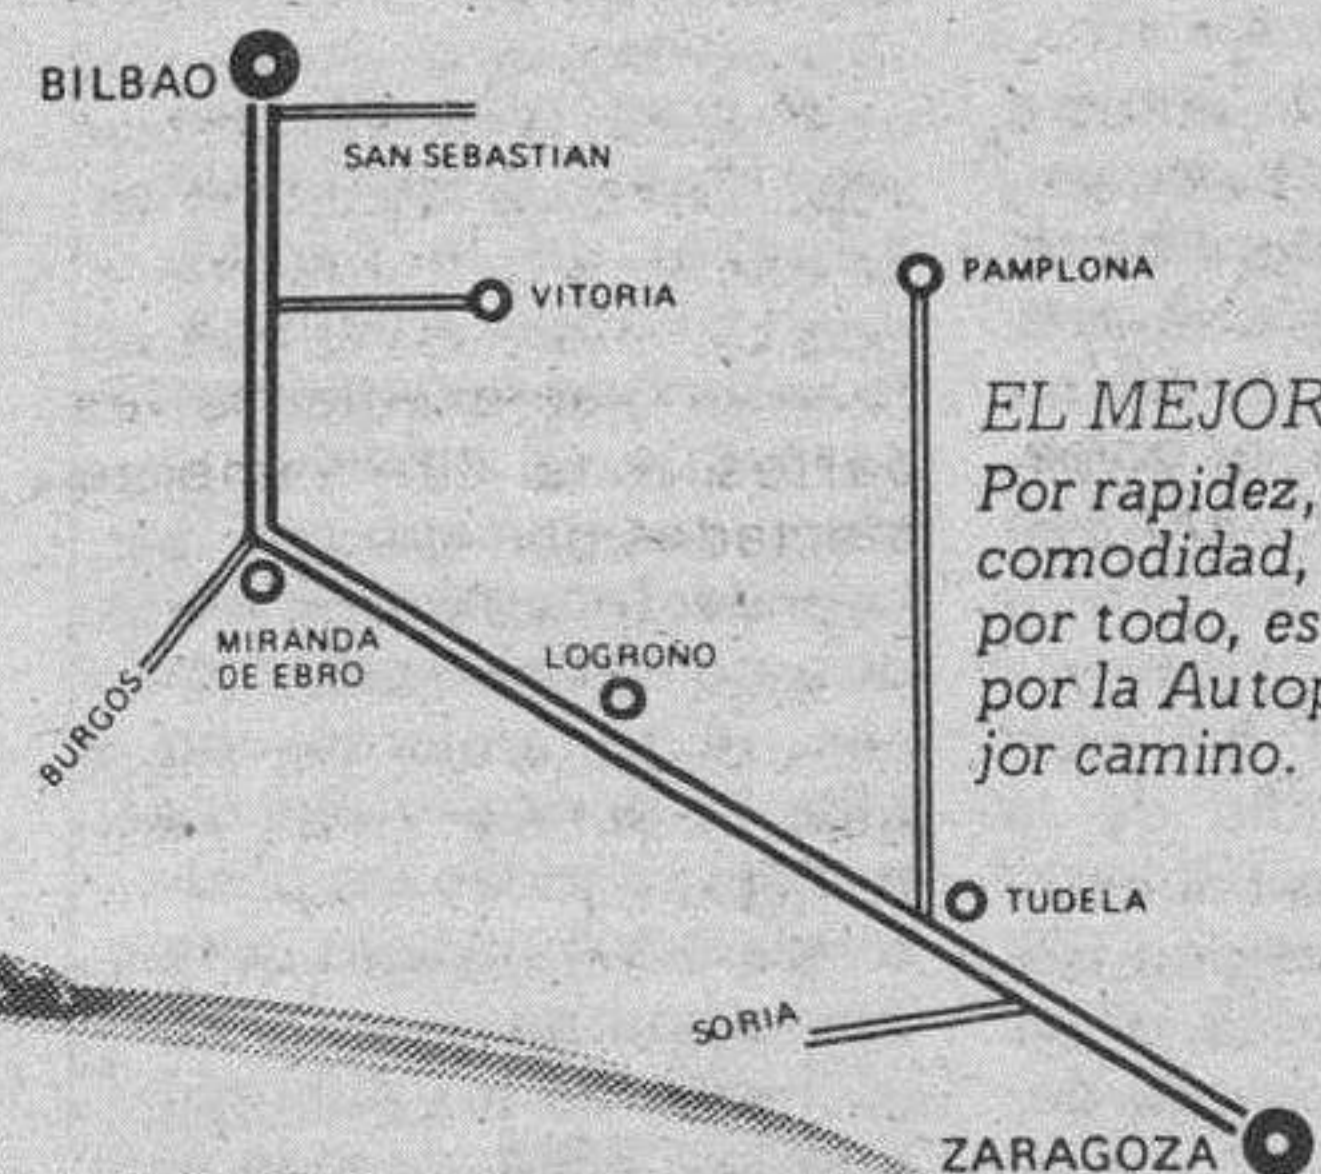 BILBAO
SAN SEBASTIAN
VITORIA
PAMPLONA
EL MEJOR
Por rapidez,
comodidad,
por todo, es
por la Autop
jor camino.
MIRANDA
DE EBRO
LOGROÑO
BURGOS
TUDELA
SORIA
ZARAGOZA